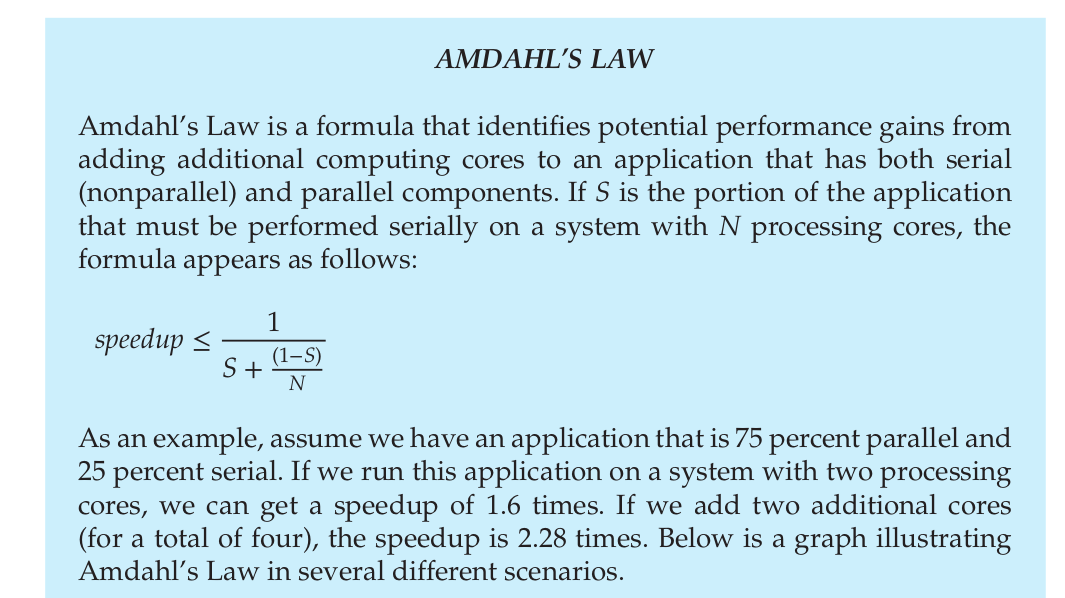 AMDAHL'S LAW
Amdahl's Law is a formula that identifies potential performance gains from
adding additional computing cores to an application that has both serial
(nonparallel) and parallel components. If S is the portion of the application
that must be performed serially on a system with N processing cores, the
formula appears as follows:
speedup ≤ 1 / (S + (1−S)/N)
As an example, assume we have an application that is 75 percent parallel and
25 percent serial. If we run this application on a system with two processing
cores, we can get a speedup of 1.6 times. If we add two additional cores
(for a total of four), the speedup is 2.28 times. Below is a graph illustrating
Amdahl's Law in several different scenarios.